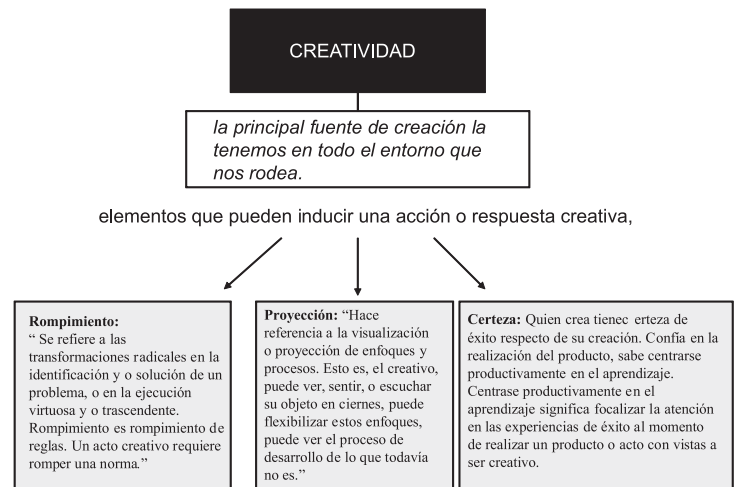 CREATIVIDAD
la principal fuente de creación la
tenemos en todo el entorno que
nos rodea.
elementos que pueden inducir una acción o respuesta creativa,
Rompimiento:
“ Se refiere a las
transformaciones radicales en la
identificación y o solución de un
problema, o en la ejecución
virtuosa y o trascendente.
Rompimiento es rompimiento de
reglas. Un acto creativo requiere
romper una norma.”
Proyección: “Hace
referencia a la visualización
o proyección de enfoques y
procesos. Esto es, el creativo,
puede ver, sentir, o escuchar
su objeto en ciernes, puede
flexibilizar estos enfoques,
puede ver el proceso de
desarrollo de lo que todavía
no es.”
Certeza: Quien crea tienec erteza de
éxito respecto de su creación. Confía en la
realización del producto, sabe centrarse
productivamente en el aprendizaje.
Centrase productivamente en el
aprendizaje significa focalizar la atención
en las experiencias de éxito al momento
de realizar un producto o acto con vistas a
ser creativo.